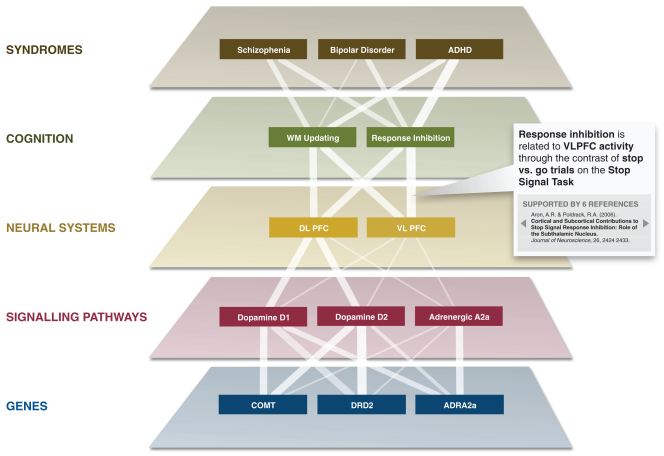 SYNDROMES
Schizophenia
Bipolar Disorder
ADHD
COGNITION
WM Updating
Response Inhibition
Response inhibition is
related to VLPFC activity
through the contrast of stop
vs. go trials on the Stop
Signal Task
SUPPORTED BY 6 REFERENCES
Aron, A.R. & Poldrack, R.A. (2006).
Cortical and Subcortical Contributions to
Stop Signal Response Inhibition: Role of
the Subthalamic Nucleus.
Journal of Neuroscience, 26, 2424 2433.
NEURAL SYSTEMS
DL PFC
VL PFC
SIGNALLING PATHWAYS
Dopamine D1
Dopamine D2
Adrenergic A2a
GENES
COMT
DRD2
ADRA2a